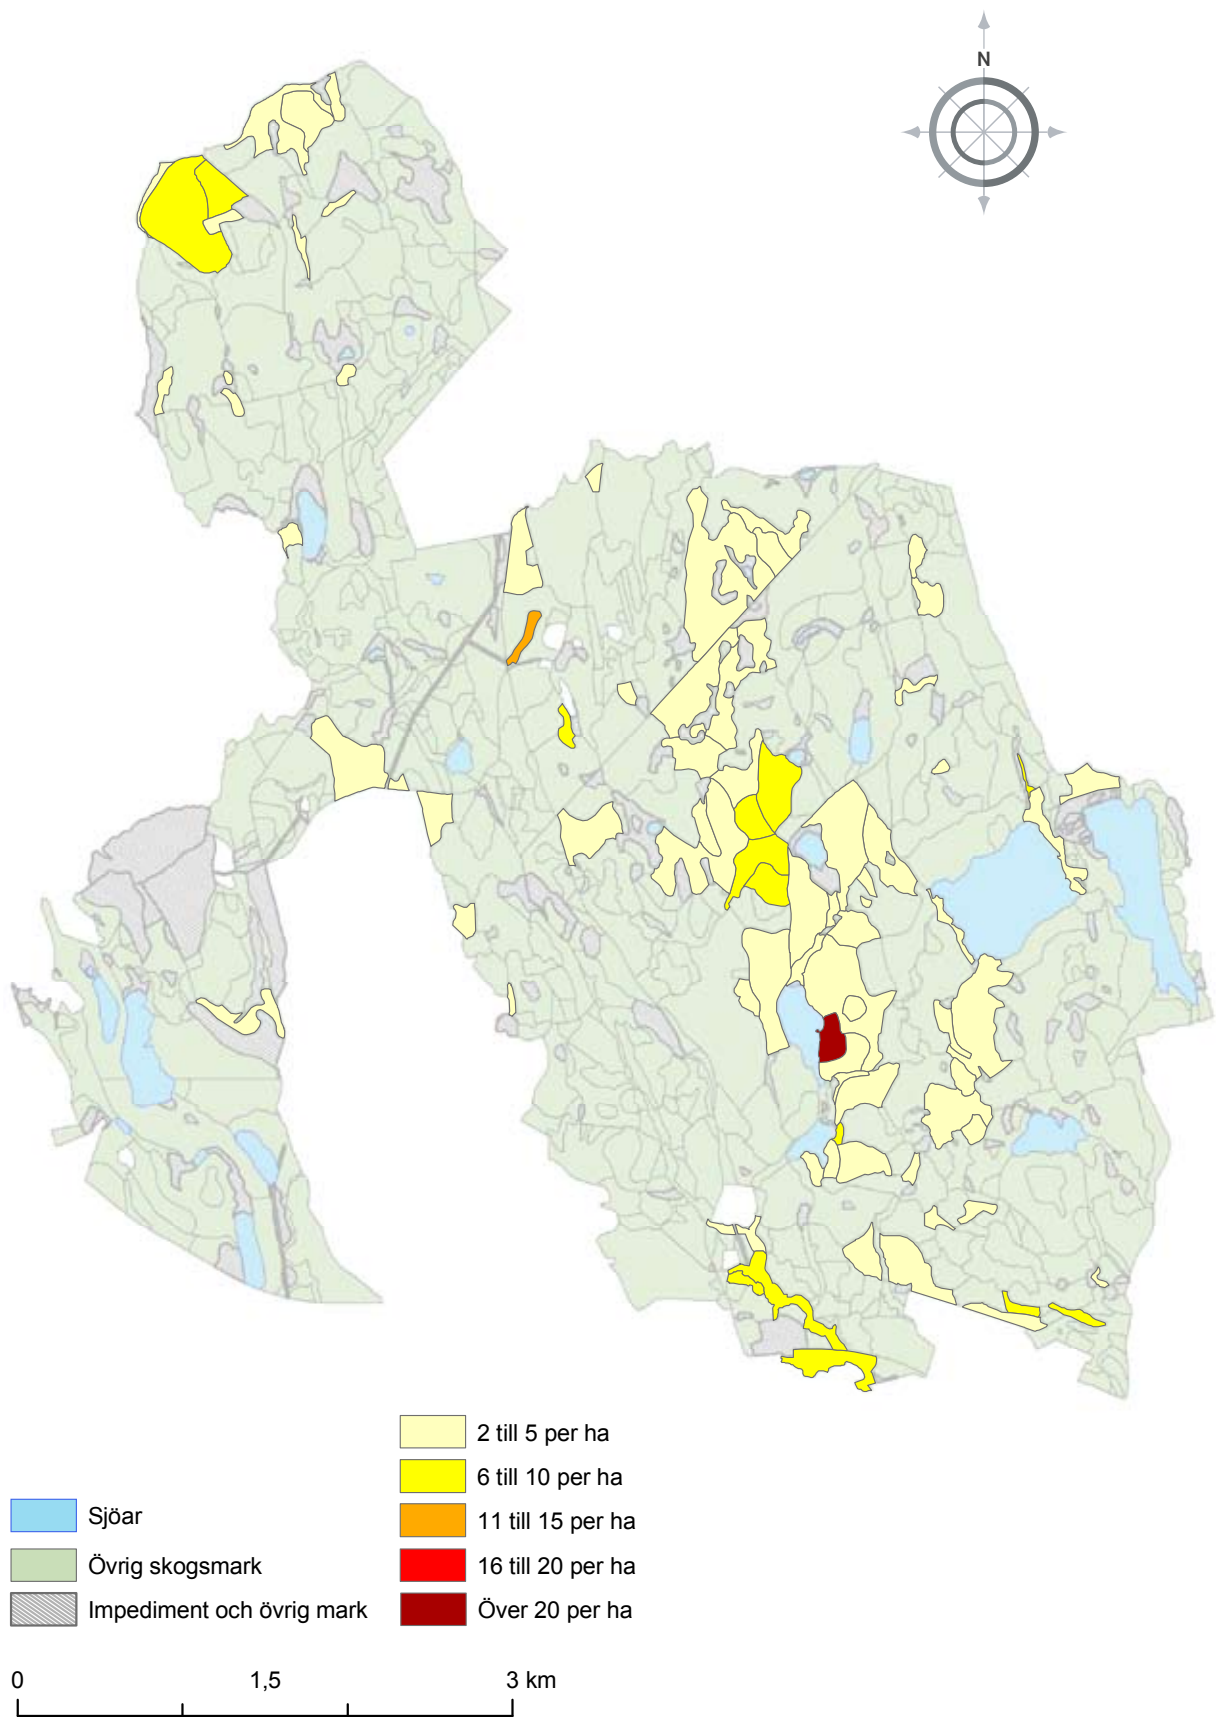 N
2 till 5 per ha
6 till 10 per ha
11 till 15 per ha
16 till 20 per ha
Över 20 per ha
Sjöar
Övrig skogsmark
Impediment och övrig mark
0 1,5 3 km